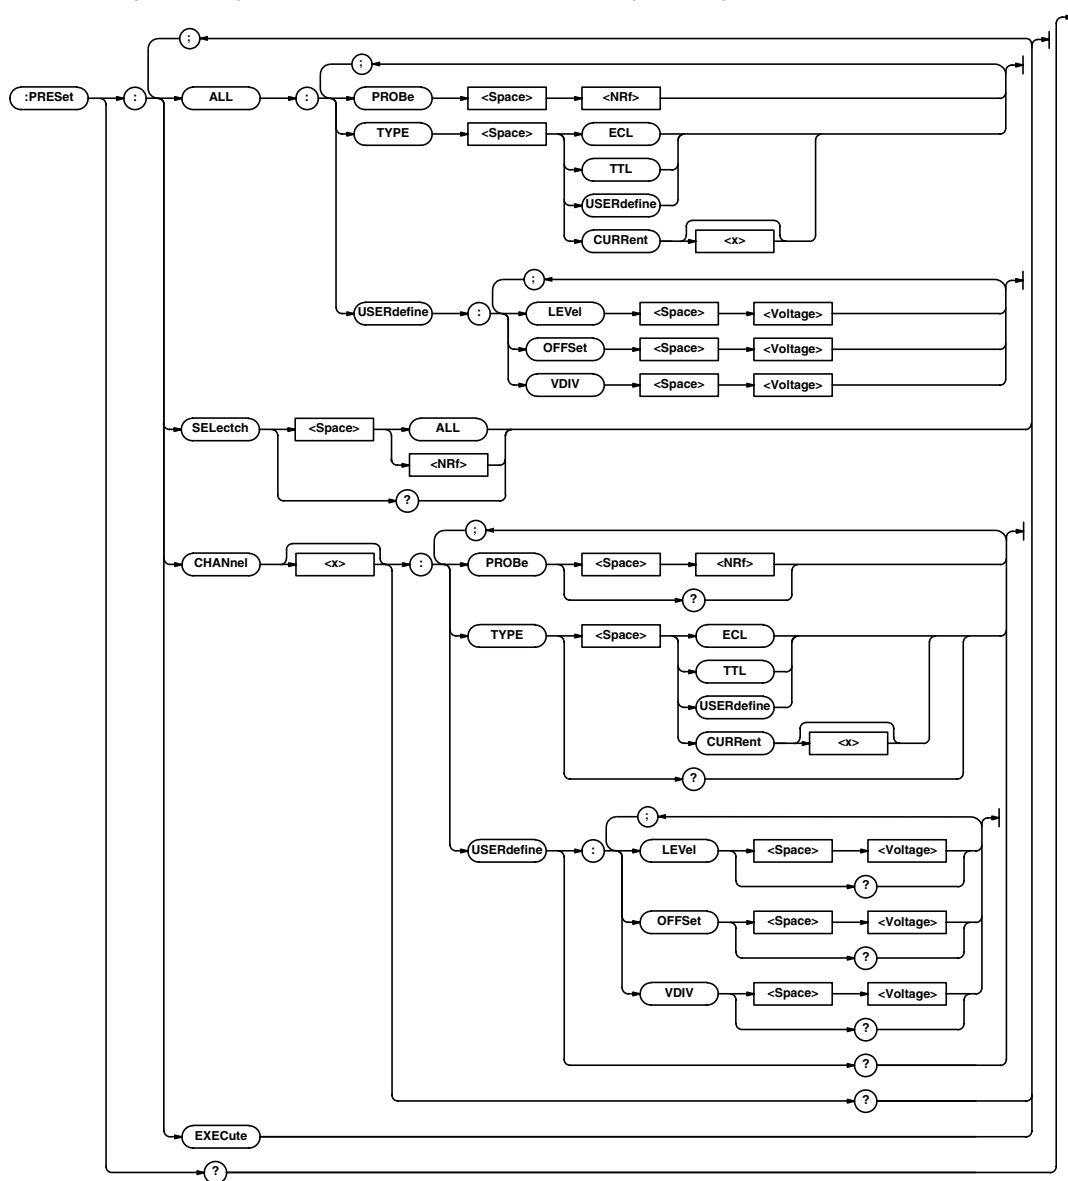 ;
;
:PRESet : ALL : PROBe <Space> <NRf>
TYPE <Space> ECL
TTL
USERdefine
CURRent <x>
;
USERdefine : LEVel <Space> <Voltage>
OFFSet <Space> <Voltage>
VDIV <Space> <Voltage>
SELectch <Space> ALL
<NRf>
?
;
CHANnel <x> : PROBe <Space> <NRf>
?
TYPE <Space> ECL
TTL
USERdefine
CURRent <x>
?
;
USERdefine : LEVel <Space> <Voltage>
?
OFFSet <Space> <Voltage>
?
VDIV <Space> <Voltage>
?
?
?
EXECute
?